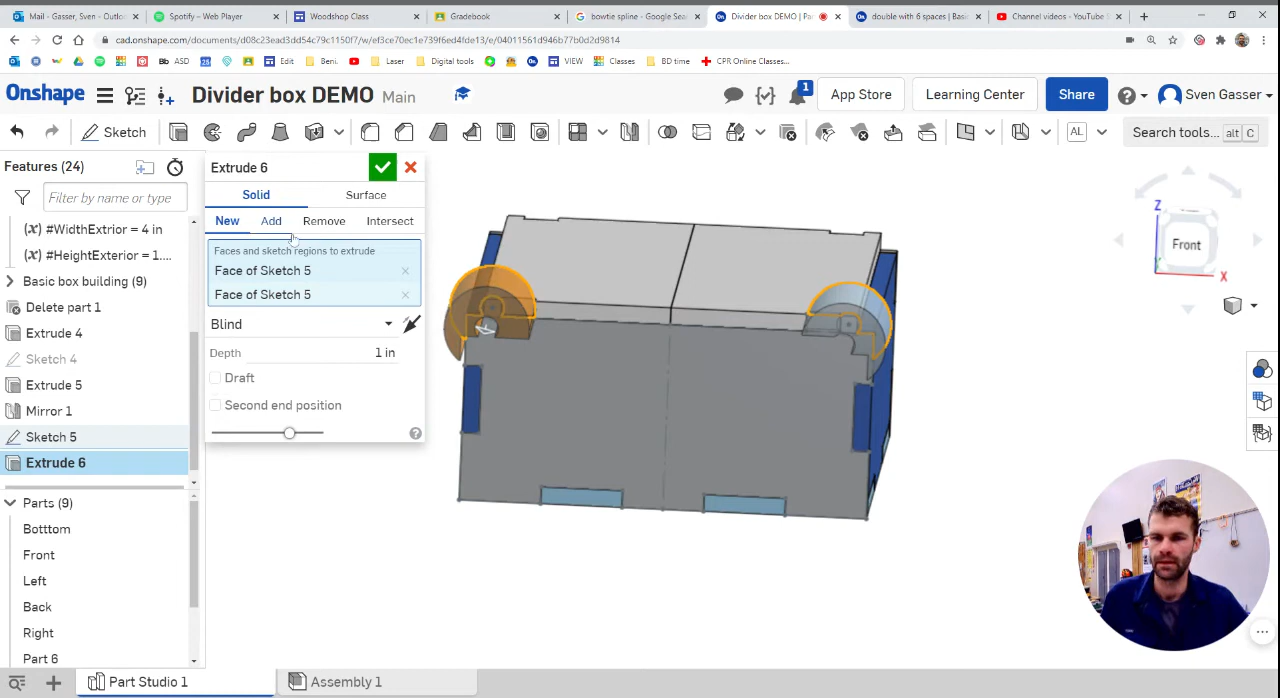 Mail - Gasser, Sven - Outloo
Spotify – Web Player
Woodshop Class
Gradebook
bowtie spline - Google Sea
Divider box DEMO | Pa
double with 6 spaces | Basi
Channel videos - YouTube S
cad.onshape.com/documents/d08c23ead3dd54c79c1150f7/w/ef3ce70ec1e739f6ed4fde13/e/04011561d946b77b0d2d9814
Bb ASD
Edit
Beni.
Laser
Digital tools
VIEW
Classes
BD time
CPR Online Classes...
Onshape
Divider box DEMO Main
1
App Store
Learning Center
Share
Sven Gasser
Sketch
AL
Search tools... alt C
Features (24)
Filter by name or type
(x) #WidthExtrior = 4 in
(x) #HeightExterior = 1....
Basic box building (9)
Delete part 1
Extrude 4
Sketch 4
Extrude 5
Mirror 1
Sketch 5
Extrude 6
Parts (9)
Botttom
Front
Left
Back
Right
Part 6
Extrude 6
Solid
Surface
New
Add
Remove
Intersect
Faces and sketch regions to extrude
Face of Sketch 5
Face of Sketch 5
Blind
Depth
1 in
Draft
Second end position
Z
Front
X
Part Studio 1
Assembly 1